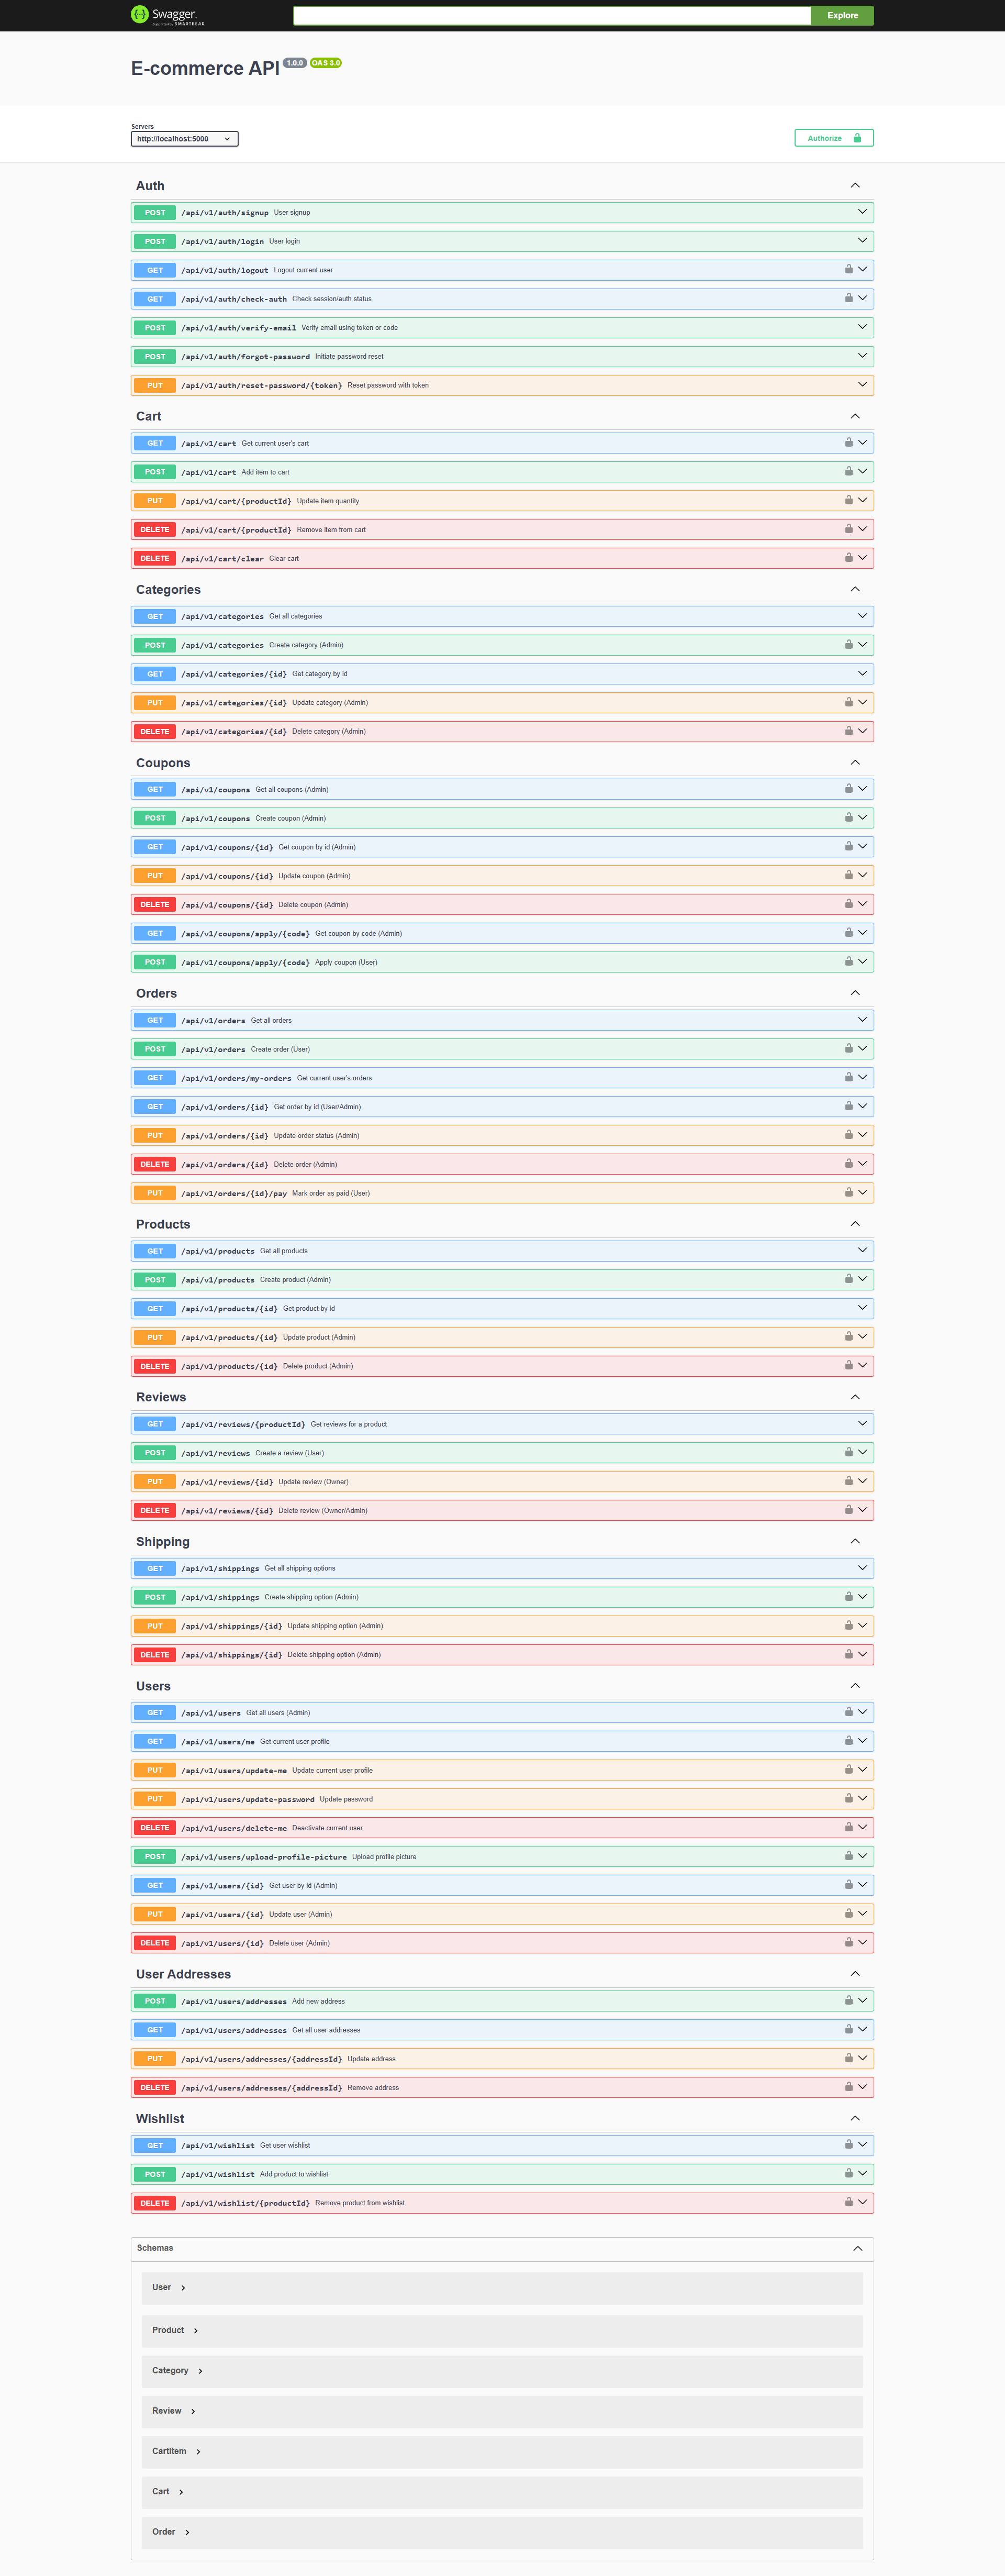 Swagger
Supported by SMARTBEAR
Explore
E-commerce API 1.0.0 OAS 3.0
Servers
http://localhost:5000
Authorize
Auth
POST /api/v1/auth/signup User signup
POST /api/v1/auth/login User login
GET /api/v1/auth/logout Logout current user
GET /api/v1/auth/check-auth Check session/auth status
POST /api/v1/auth/verify-email Verify email using token or code
POST /api/v1/auth/forgot-password Initiate password reset
PUT /api/v1/auth/reset-password/{token} Reset password with token
Cart
GET /api/v1/cart Get current user's cart
POST /api/v1/cart Add item to cart
PUT /api/v1/cart/{productId} Update item quantity
DELETE /api/v1/cart/{productId} Remove item from cart
DELETE /api/v1/cart/clear Clear cart
Categories
GET /api/v1/categories Get all categories
POST /api/v1/categories Create category (Admin)
GET /api/v1/categories/{id} Get category by id
PUT /api/v1/categories/{id} Update category (Admin)
DELETE /api/v1/categories/{id} Delete category (Admin)
Coupons
GET /api/v1/coupons Get all coupons (Admin)
POST /api/v1/coupons Create coupon (Admin)
GET /api/v1/coupons/{id} Get coupon by id (Admin)
PUT /api/v1/coupons/{id} Update coupon (Admin)
DELETE /api/v1/coupons/{id} Delete coupon (Admin)
GET /api/v1/coupons/apply/{code} Get coupon by code (Admin)
POST /api/v1/coupons/apply/{code} Apply coupon (User)
Orders
GET /api/v1/orders Get all orders
POST /api/v1/orders Create order (User)
GET /api/v1/orders/my-orders Get current user's orders
GET /api/v1/orders/{id} Get order by id (User/Admin)
PUT /api/v1/orders/{id} Update order status (Admin)
DELETE /api/v1/orders/{id} Delete order (Admin)
PUT /api/v1/orders/{id}/pay Mark order as paid (User)
Products
GET /api/v1/products Get all products
POST /api/v1/products Create product (Admin)
GET /api/v1/products/{id} Get product by id
PUT /api/v1/products/{id} Update product (Admin)
DELETE /api/v1/products/{id} Delete product (Admin)
Reviews
GET /api/v1/reviews/{productId} Get reviews for a product
POST /api/v1/reviews Create a review (User)
PUT /api/v1/reviews/{id} Update review (Owner)
DELETE /api/v1/reviews/{id} Delete review (Owner/Admin)
Shipping
GET /api/v1/shippings Get all shipping options
POST /api/v1/shippings Create shipping option (Admin)
PUT /api/v1/shippings/{id} Update shipping option (Admin)
DELETE /api/v1/shippings/{id} Delete shipping option (Admin)
Users
GET /api/v1/users Get all users (Admin)
GET /api/v1/users/me Get current user profile
PUT /api/v1/users/update-me Update current user profile
PUT /api/v1/users/update-password Update password
DELETE /api/v1/users/delete-me Deactivate current user
POST /api/v1/users/upload-profile-picture Upload profile picture
GET /api/v1/users/{id} Get user by id (Admin)
PUT /api/v1/users/{id} Update user (Admin)
DELETE /api/v1/users/{id} Delete user (Admin)
User Addresses
POST /api/v1/users/addresses Add new address
GET /api/v1/users/addresses Get all user addresses
PUT /api/v1/users/addresses/{addressId} Update address
DELETE /api/v1/users/addresses/{addressId} Remove address
Wishlist
GET /api/v1/wishlist Get user wishlist
POST /api/v1/wishlist Add product to wishlist
DELETE /api/v1/wishlist/{productId} Remove product from wishlist
Schemas
User
Product
Category
Review
CartItem
Cart
Order